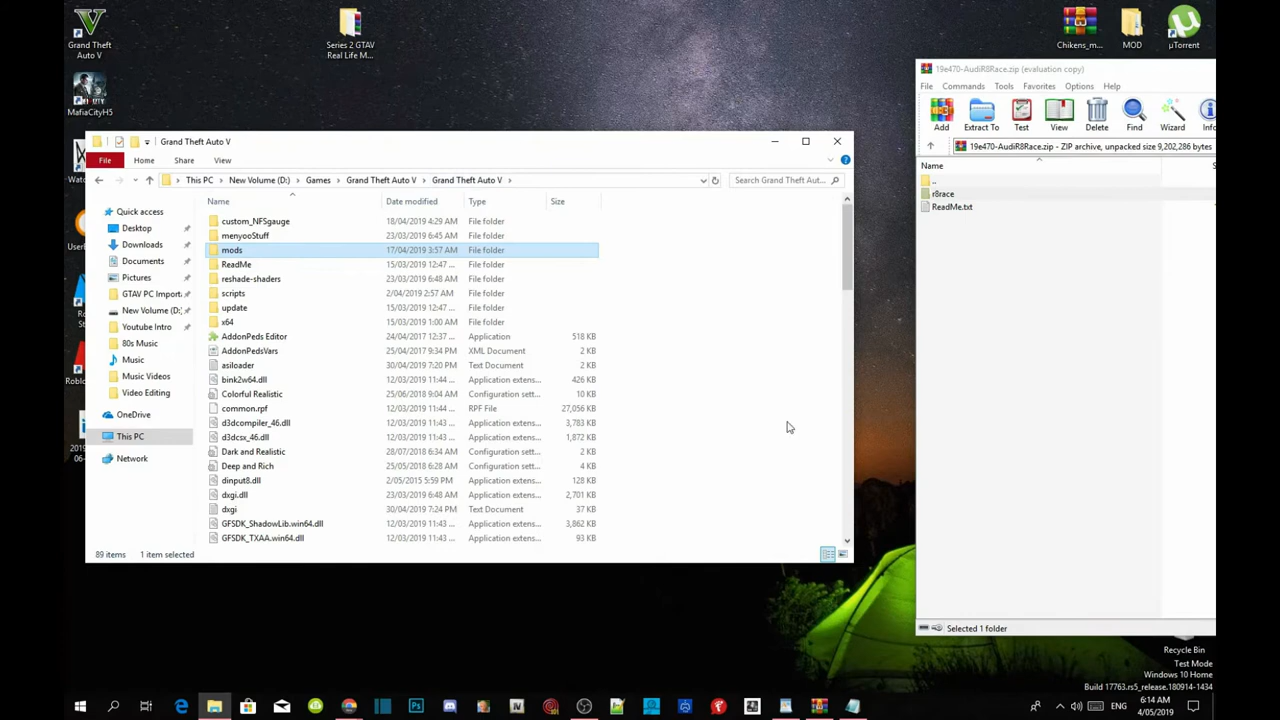 Grand Theft
Auto V
Series 2 GTAV
Real Life M...
Chikens_m...
MOD
µTorrent
MafiaCityH5
19e470-AudiR8Race.zip (evaluation copy)
File Commands Tools Favorites Options Help
Add Extract To Test View Delete Find Wizard
19e470-AudiR8Race.zip - ZIP archive, unpacked size 9,202,286 bytes
Name
..
r8race
ReadMe.txt
Selected 1 folder
Grand Theft Auto V
File Home Share View
This PC New Volume (D:) Games Grand Theft Auto V Grand Theft Auto V
Search Grand Theft Aut...
Quick access
Desktop
Downloads
Documents
Pictures
GTAV PC Import
New Volume (D:
Youtube Intro
80s Music
Music
Music Videos
Video Editing
OneDrive
This PC
Network
Name Date modified Type Size
custom_NFSgauge 18/04/2019 4:29 AM File folder
menyooStuff 23/03/2019 6:45 AM File folder
mods 17/04/2019 3:57 AM File folder
ReadMe 15/03/2019 12:47 ... File folder
reshade-shaders 23/03/2019 6:48 AM File folder
scripts 2/04/2019 2:57 AM File folder
update 15/03/2019 12:47 ... File folder
x64 15/03/2019 1:00 AM File folder
AddonPeds Editor 24/04/2017 12:37 ... Application 518 KB
AddonPedsVars 25/04/2017 9:34 PM XML Document 2 KB
asiloader 30/04/2019 7:20 PM Text Document 2 KB
bink2w64.dll 12/03/2019 11:44 ... Application extens... 426 KB
Colorful Realistic 25/06/2018 9:04 AM Configuration sett... 10 KB
common.rpf 12/03/2019 11:44 ... RPF File 27,056 KB
d3dcompiler_46.dll 12/03/2019 11:43 ... Application extens... 3,783 KB
d3dcsx_46.dll 12/03/2019 11:43 ... Application extens... 1,872 KB
Dark and Realistic 28/07/2018 6:34 AM Configuration sett... 2 KB
Deep and Rich 25/05/2018 6:58 AM Configuration sett... 4 KB
dinput8.dll 2/05/2015 5:59 PM Application extens... 128 KB
dxgi.dll 23/03/2019 6:48 AM Application extens... 2,701 KB
dxgi 30/04/2019 7:24 PM Text Document 37 KB
GFSDK_ShadowLib.win64.dll 12/03/2019 11:43 ... Application extens... 3,862 KB
GFSDK_TXAA.win64.dll 12/03/2019 11:43 ... Application extens... 93 KB
89 items 1 item selected
Recycle Bin
Test Mode
Windows 10 Home
Build 17763.rs5_release.180914-1434
ENG
6:14 AM
4/05/2019